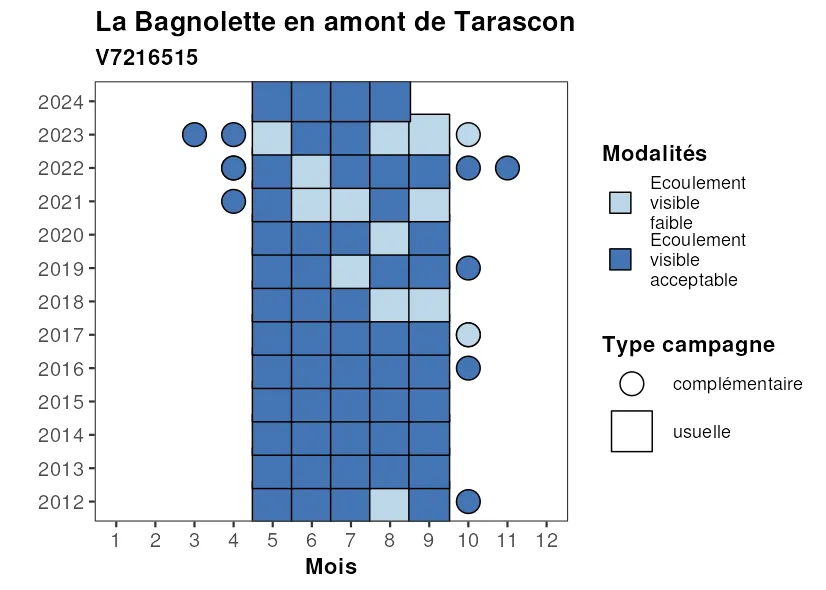 La Bagnolette en amont de Tarascon
V7216515
2024
2023
2022
2021
2020
2019
2018
2017
2016
2015
2014
2013
2012
1 2 3 4 5 6 7 8 9 10 11 12
Mois
Modalités
Ecoulement
visible
faible
Ecoulement
visible
acceptable
Type campagne
complémentaire
usuelle